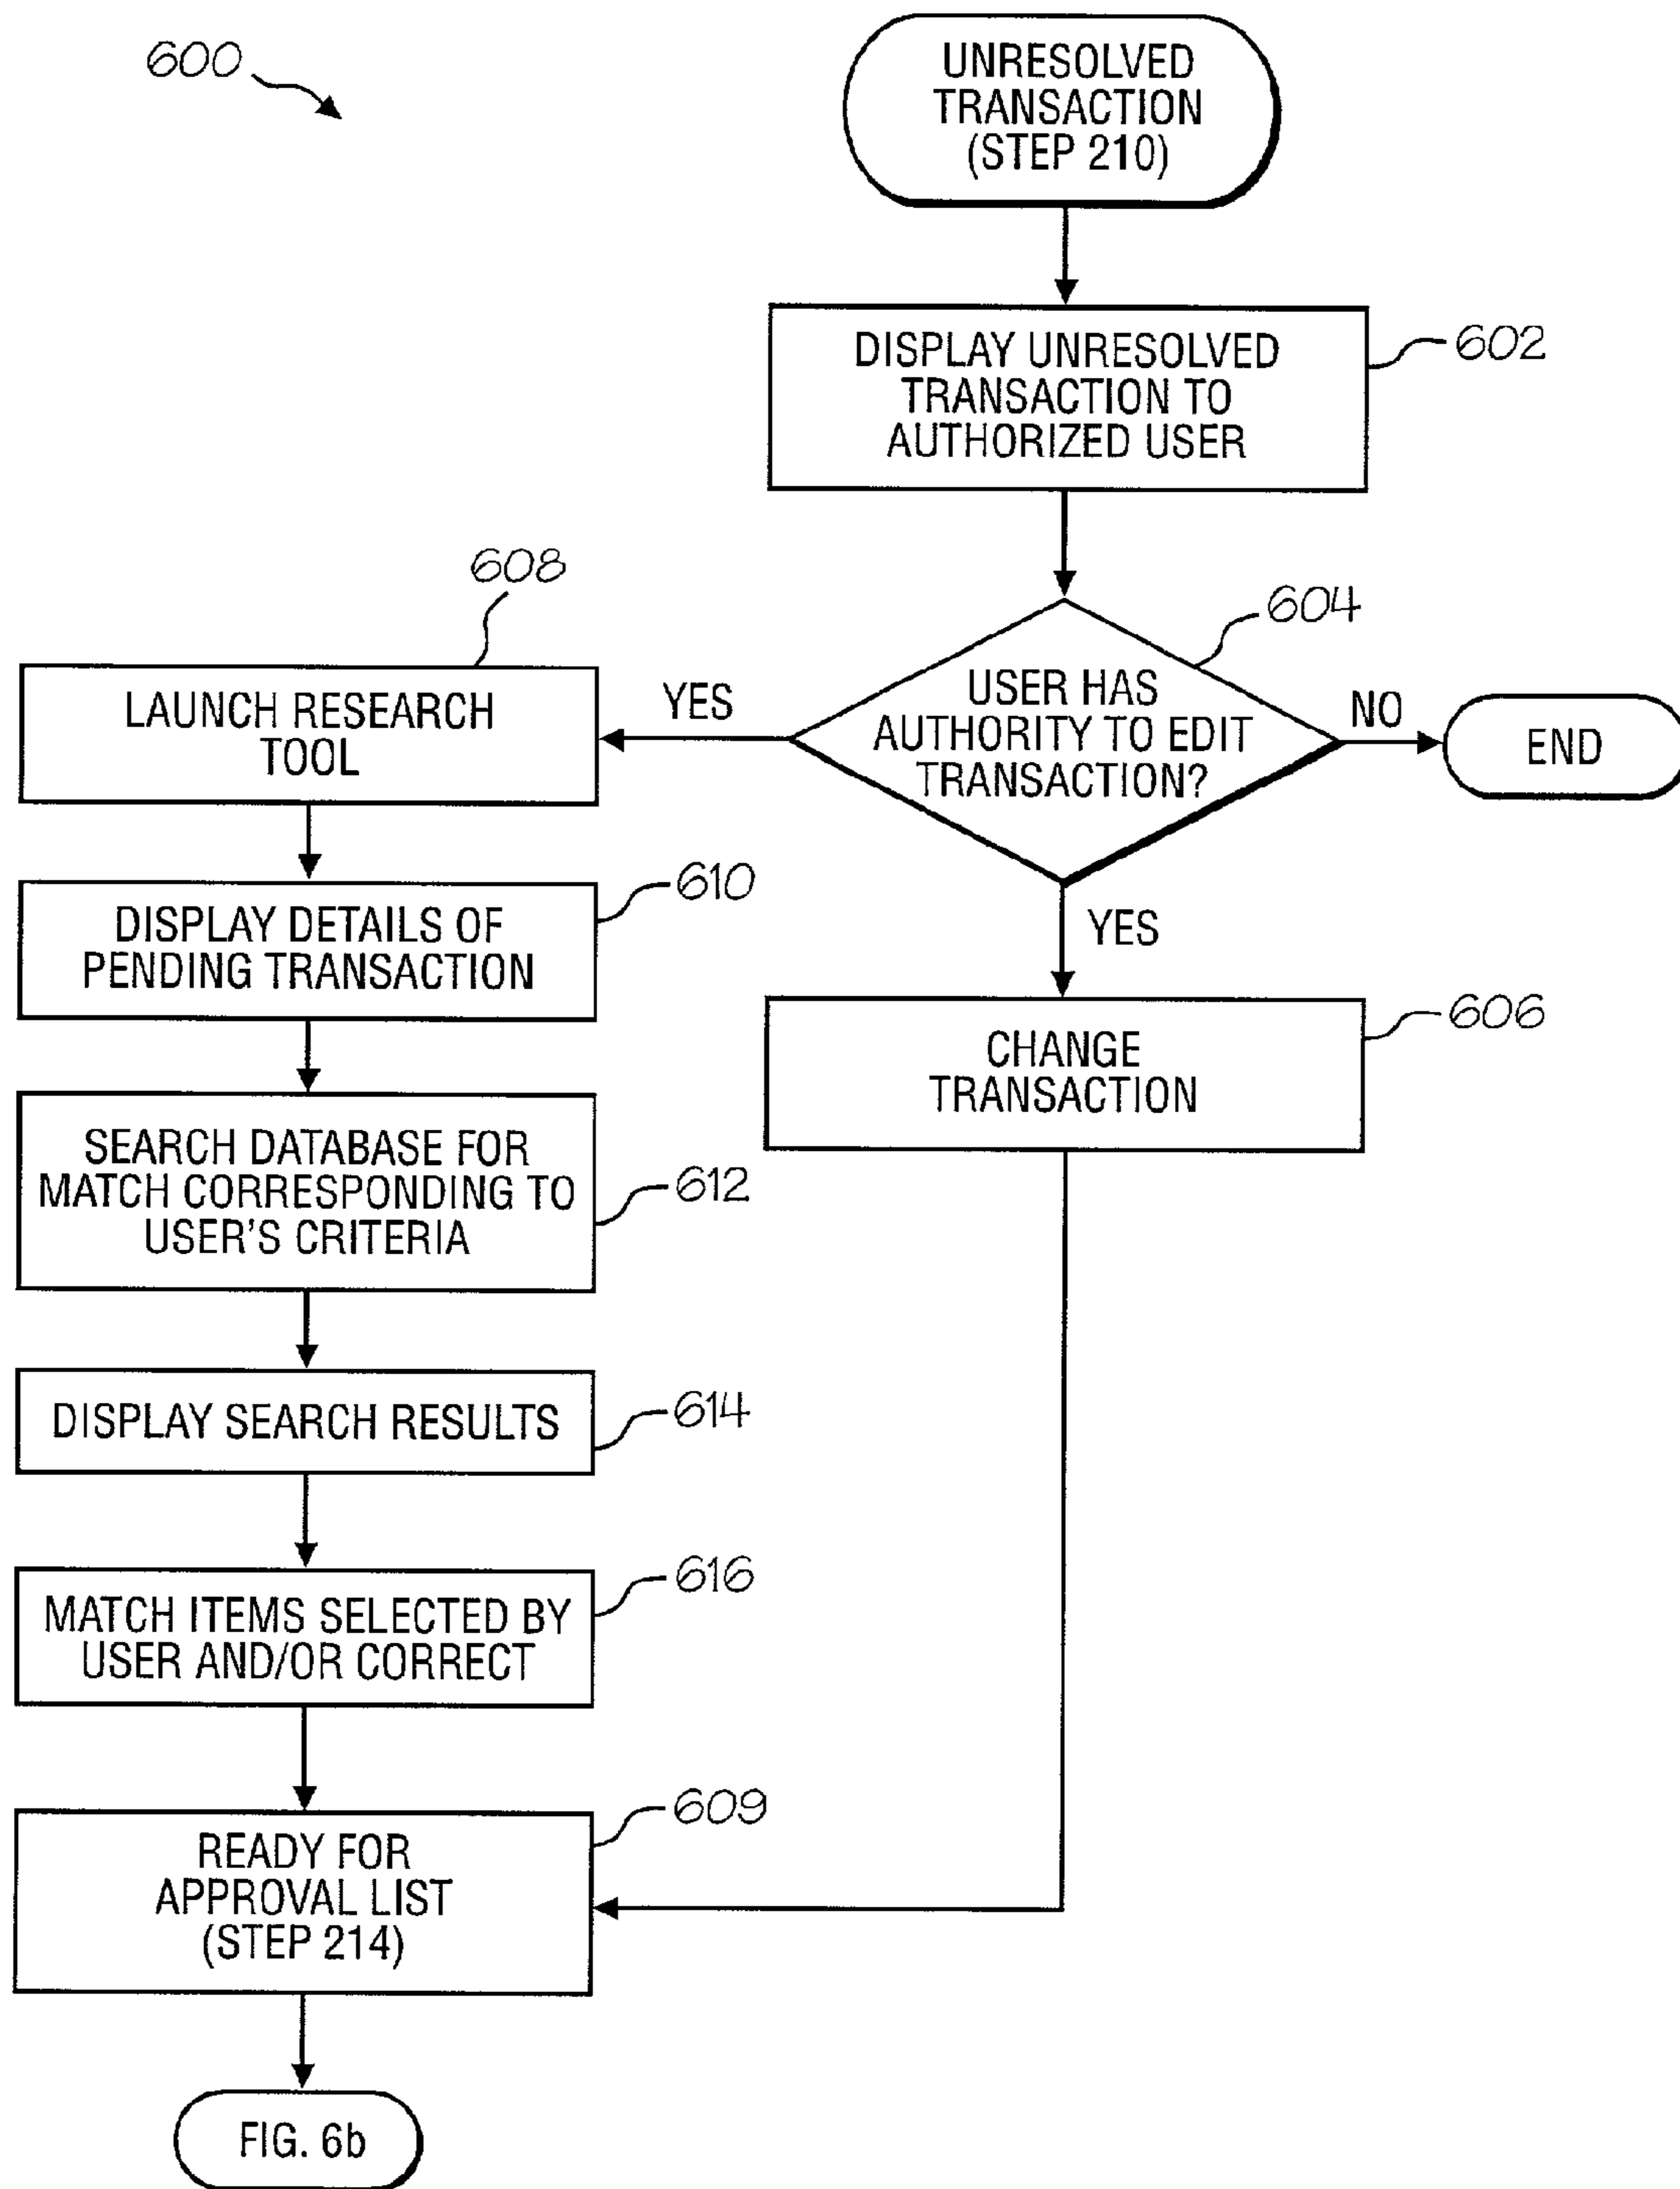 600
UNRESOLVED
TRANSACTION
(STEP 210)
DISPLAY UNRESOLVED
TRANSACTION TO
AUTHORIZED USER
602
604
USER HAS
AUTHORITY TO EDIT
TRANSACTION?
NO
END
YES
608
LAUNCH RESEARCH
TOOL
YES
CHANGE
TRANSACTION
606
DISPLAY DETAILS OF
PENDING TRANSACTION
610
SEARCH DATABASE FOR
MATCH CORRESPONDING TO
USER'S CRITERIA
612
DISPLAY SEARCH RESULTS
614
MATCH ITEMS SELECTED BY
USER AND/OR CORRECT
616
READY FOR
APPROVAL LIST
(STEP 214)
609
FIG. 6b